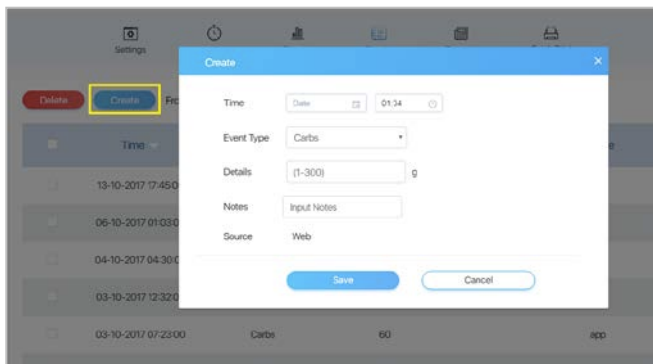 Settings
Create
Delete
Create
Fro
Time
Date
01:34
Time
Event Type
Carbs
13-10-2017 17:45:0
Details
(1-300)
g
Notes
Input Notes
06-10-2017 01:03:0
Source
Web
04-10-2017 04:30:0
Save
Cancel
03-10-2017 12:32:0
03-10-2017 07:23:00
Carbs
60
app